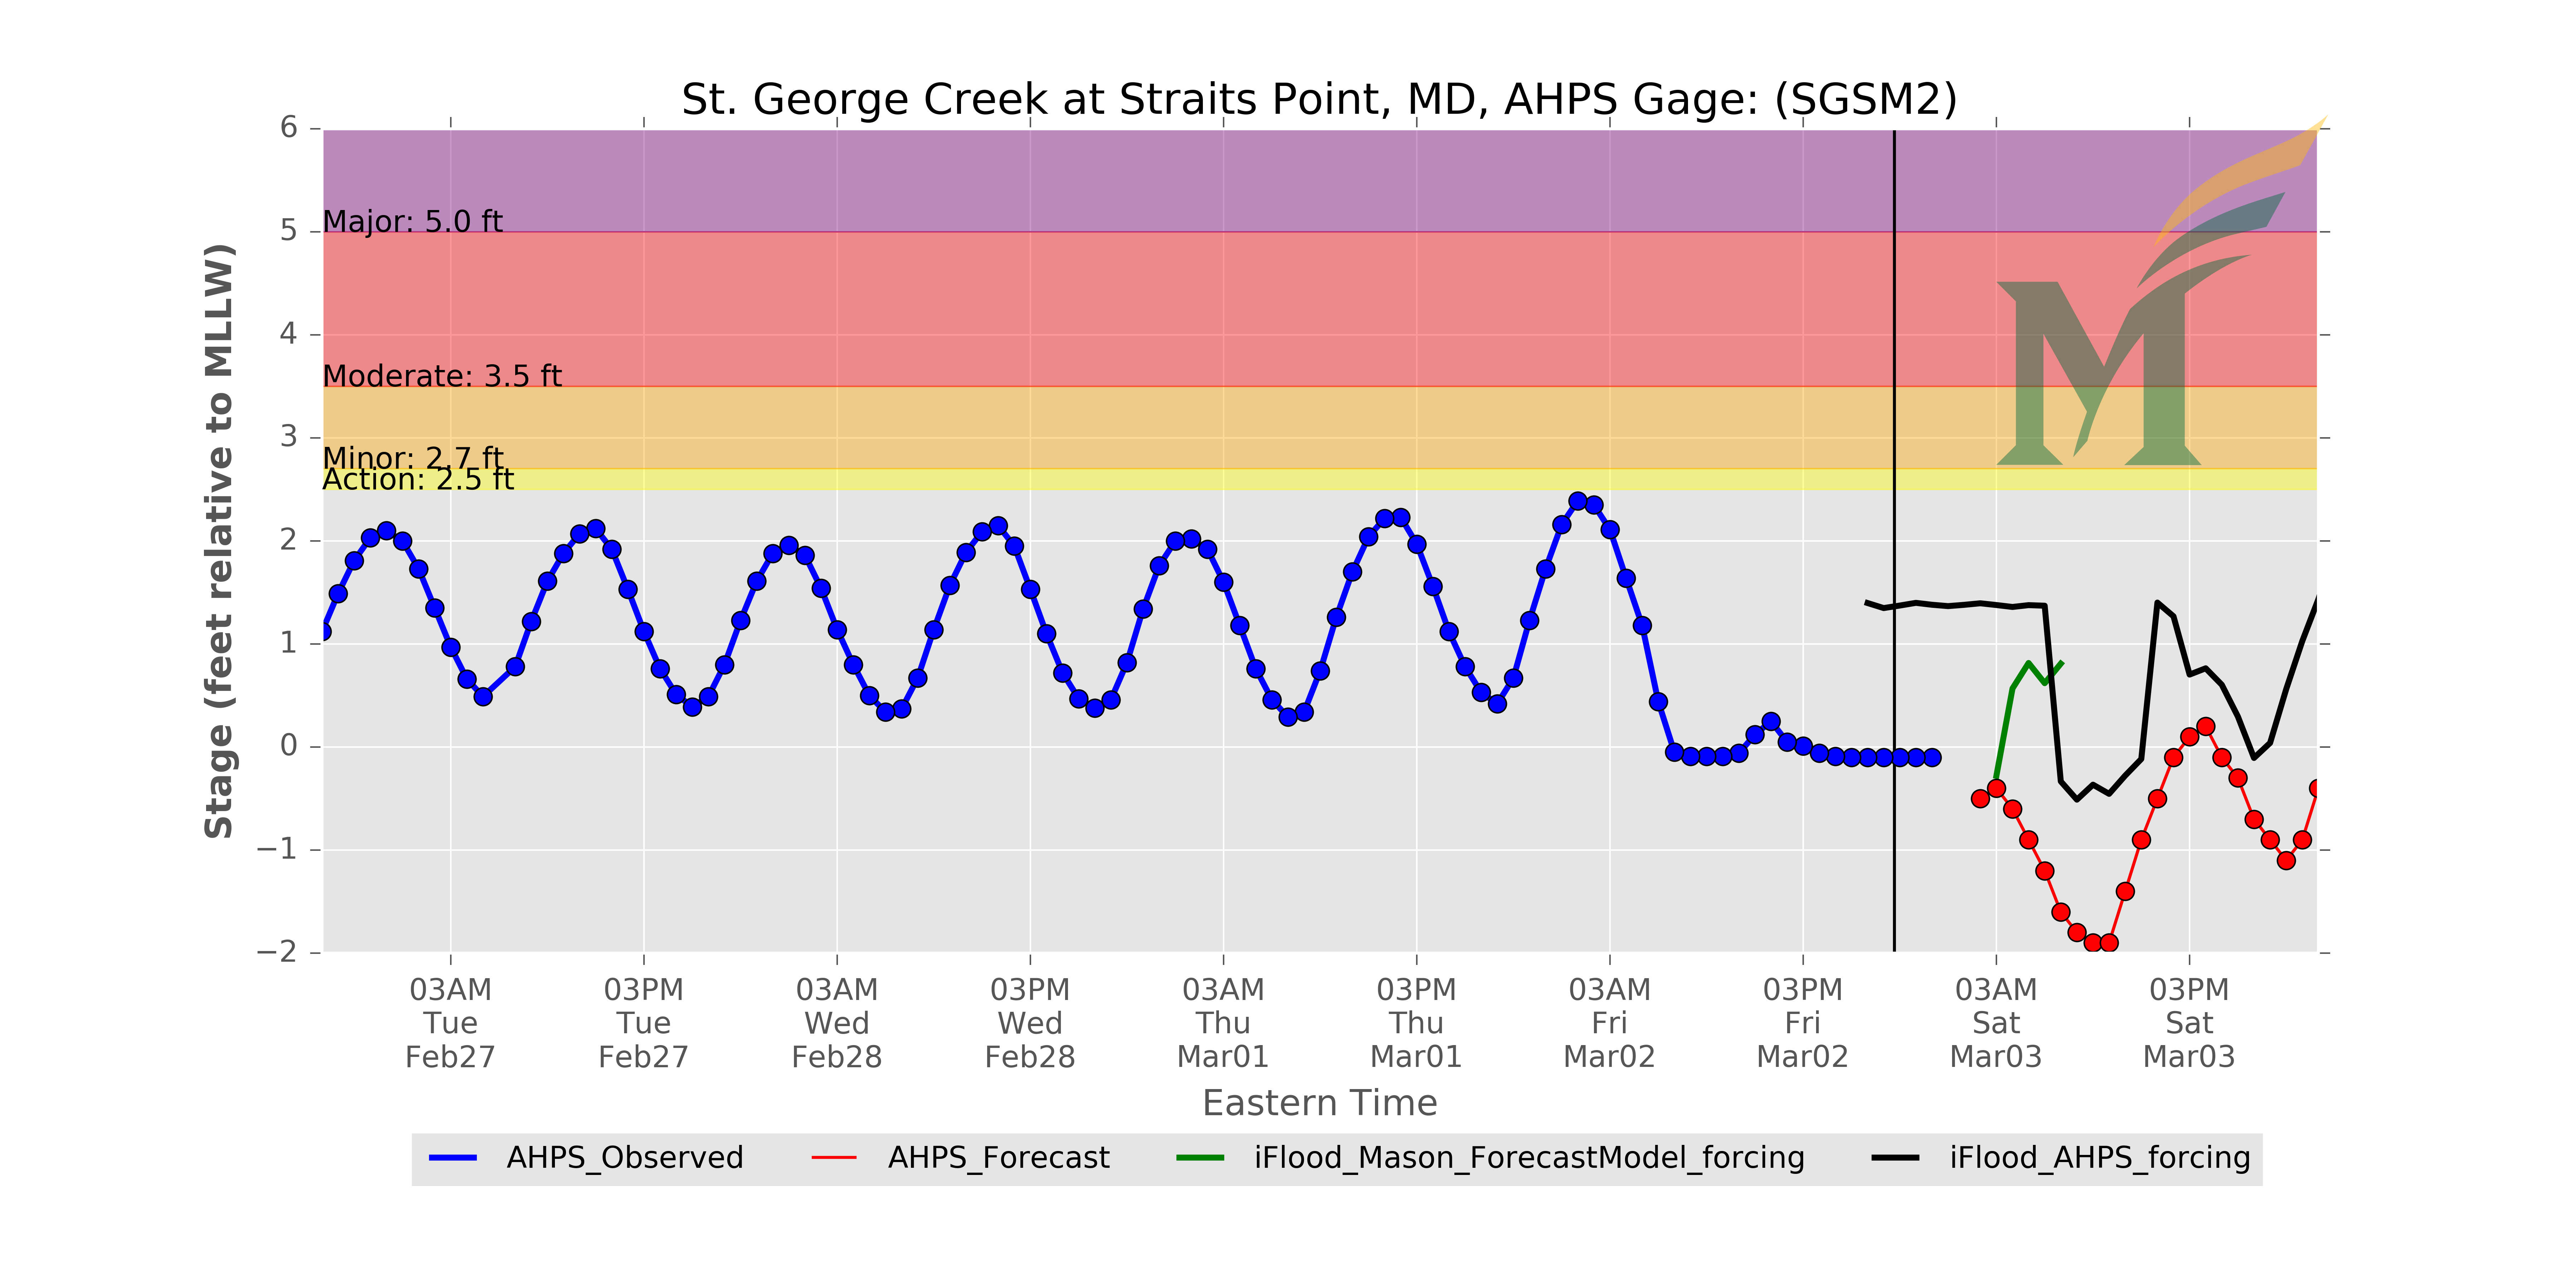 St. George Creek at Straits Point, MD, AHPS Gage: (SGSM2)
Stage (feet relative to MLLW)
6
5
4
3
2
1
0
−1
−2
Major: 5.0 ft
Moderate: 3.5 ft
Minor: 2.7 ft
Action: 2.5 ft
M
03AM 03PM 03AM 03PM 03AM 03PM 03AM 03PM 03AM 03PM
Tue Tue Wed Wed Thu Thu Fri Fri Sat Sat
Feb27 Feb27 Feb28 Feb28 Mar01 Mar01 Mar02 Mar02 Mar03 Mar03
Eastern Time
AHPS_Observed AHPS_Forecast iFlood_Mason_ForecastModel_forcing iFlood_AHPS_forcing